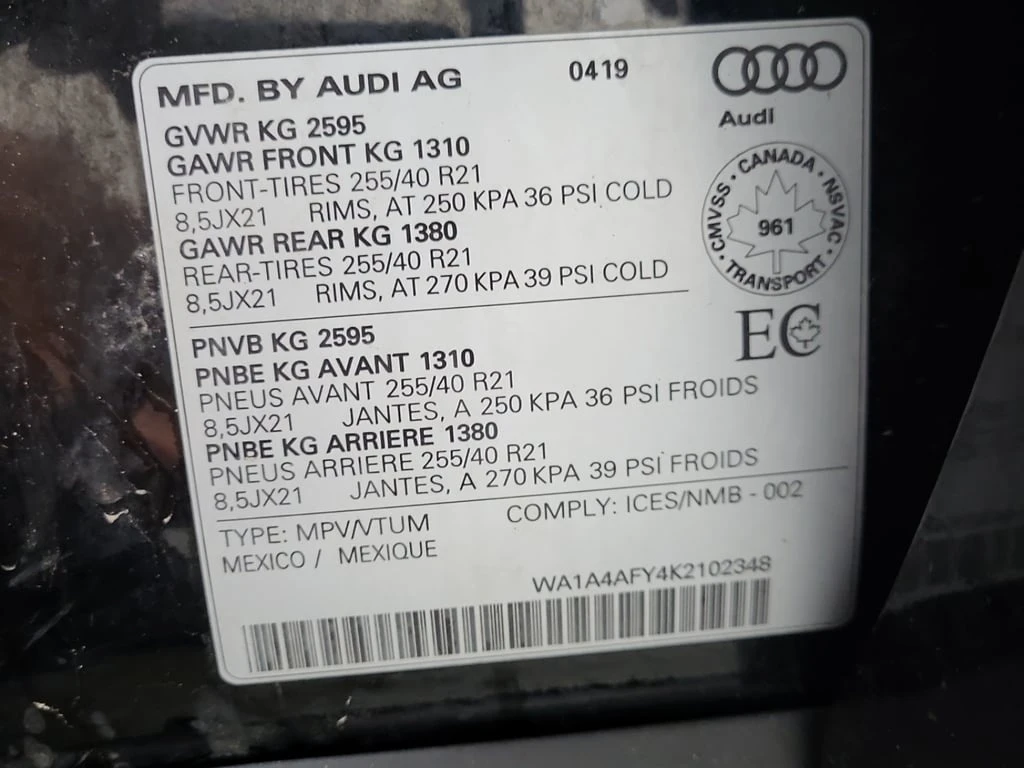 MFD. BY AUDI AG 0419
Audi
GVWR KG 2595
GAWR FRONT KG 1310
FRONT-TIRES 255/40 R21
8,5JX21 RIMS, AT 250 KPA 36 PSI COLD
GAWR REAR KG 1380
REAR-TIRES 255/40 R21
8,5JX21 RIMS, AT 270 KPA 39 PSI COLD
CANADA · NSVAC · TRANSPORT · CMVSS ·
961
EC
PNVB KG 2595
PNBE KG AVANT 1310
PNEUS AVANT 255/40 R21
8,5JX21 JANTES, A 250 KPA 36 PSI FROIDS
PNBE KG ARRIERE 1380
PNEUS ARRIERE 255/40 R21
8,5JX21 JANTES, A 270 KPA 39 PSI FROIDS
TYPE: MPV/VTUM COMPLY: ICES/NMB - 002
MEXICO / MEXIQUE
WA1A4AFY4K2102348